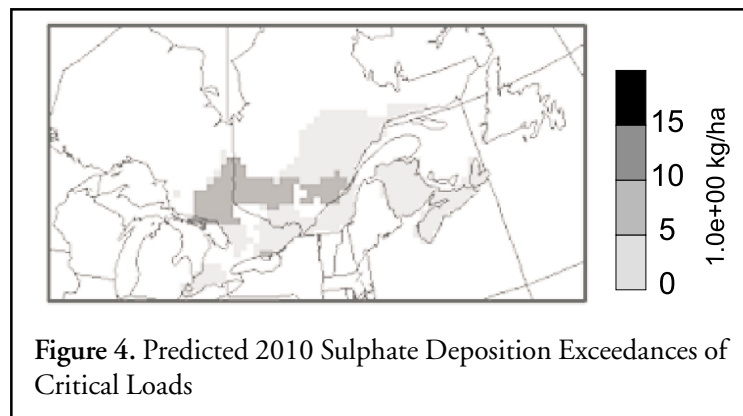 15
10
5
0
1.0e+00 kg/ha
Figure 4. Predicted 2010 Sulphate Deposition Exceedances of
Critical Loads